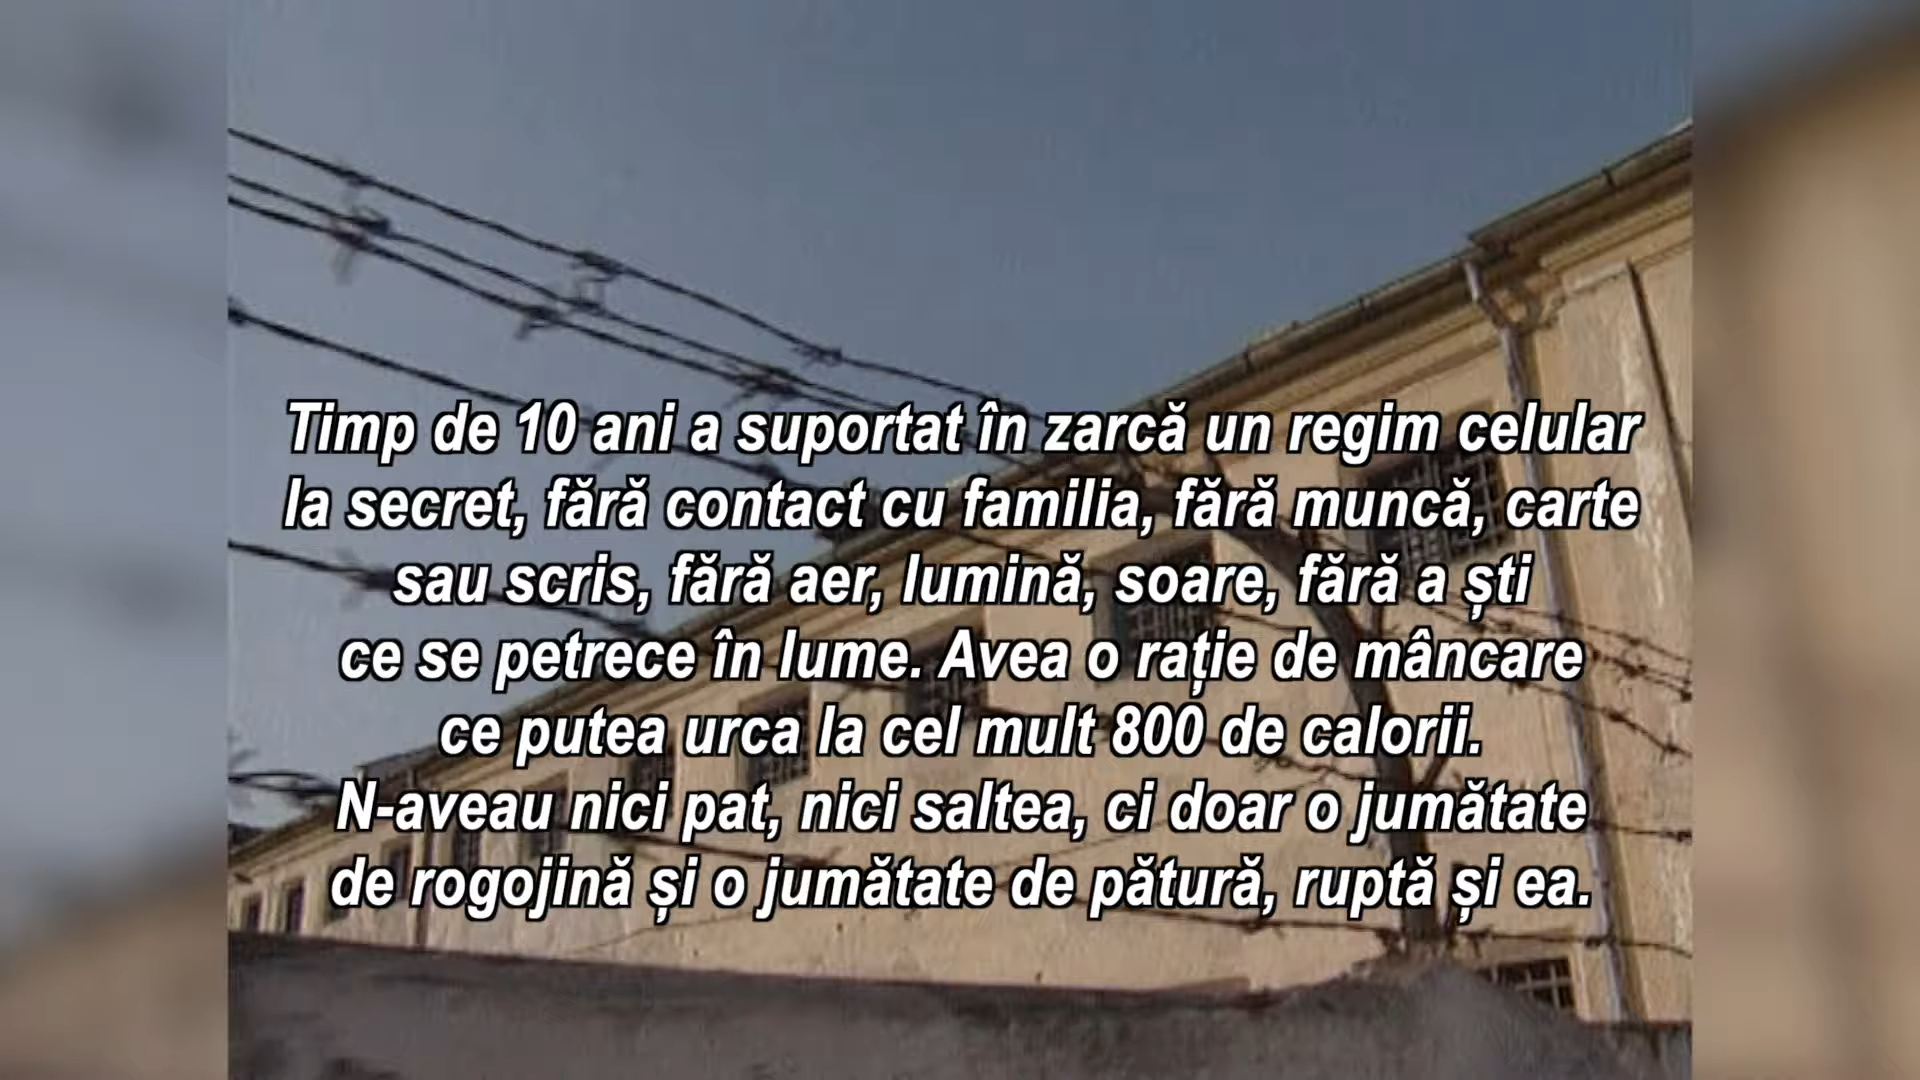 Timp de 10 ani a suportat în zarcă un regim celular
la secret, fără contact cu familia, fără muncă, carte
sau scris, fără aer, lumină, soare, fără a ști
ce se petrece în lume. Avea o rație de mâncare
ce putea urca la cel mult 800 de calorii.
N-aveau nici pat, nici saltea, ci doar o jumătate
de rogojină și o jumătate de pătură, ruptă și ea.